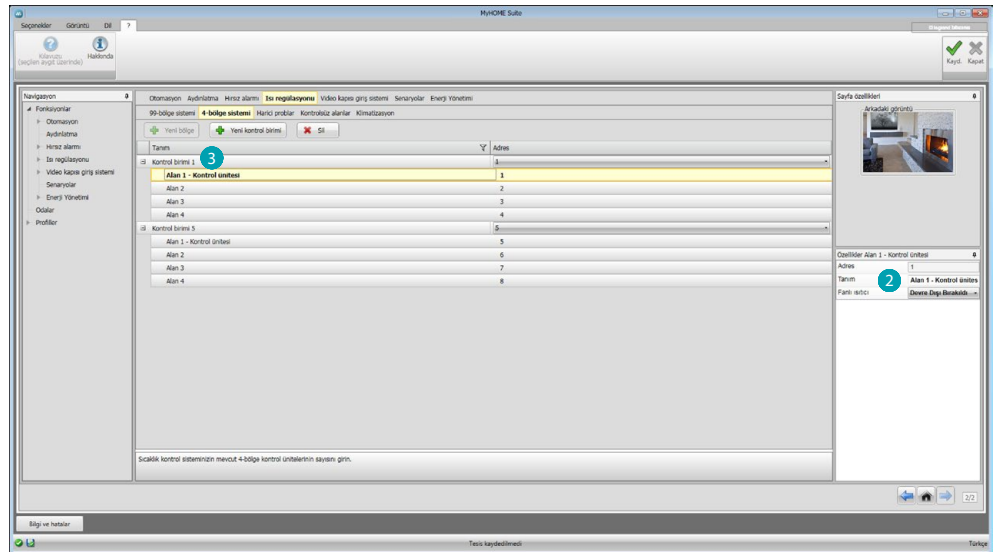 MyHOME Suite
Seçenekler Görüntü Dil ?
Kılavuzu (seçilen aygıt üzerinde)
Hakkında
Kayd. Kapat
Navigasyon
Fonksiyonlar
Otomasyon
Aydınlatma
Hırsız alarmı
Isı regülasyonu
Video kapısı giriş sistemi
Senaryolar
Enerji Yönetimi
Odalar
Profiller
Otomasyon Aydınlatma Hırsız alarmı Isı regülasyonu Video kapısı giriş sistemi Senaryolar Enerji Yönetimi
99-bölge sistemi 4-bölge sistemi Harici problar Kontrolsüz alanlar Klimatizasyon
Yeni bölge Yeni kontrol birimi Sil
Tanım Adres
Kontrol birimi 1 3 1
Alan 1 - Kontrol ünitesi 1
Alan 2 2
Alan 3 3
Alan 4 4
Kontrol birimi 5 5
Alan 1 - Kontrol ünitesi 5
Alan 2 6
Alan 3 7
Alan 4 8
Sıcaklık kontrol sisteminizin mevcut 4-bölge kontrol ünitelerinin sayısını girin.
Sayfa özellikleri
Arkadaki görüntü
Özellikler Alan 1 - Kontrol ünitesi
Adres 1
Tanım 2 Alan 1 - Kontrol ünites
Fanlı ısıtıcı Devre Dışı Bırakıldı
2/2
Bilgi ve hatalar
Tesis kaydedilmedi
Türkçe